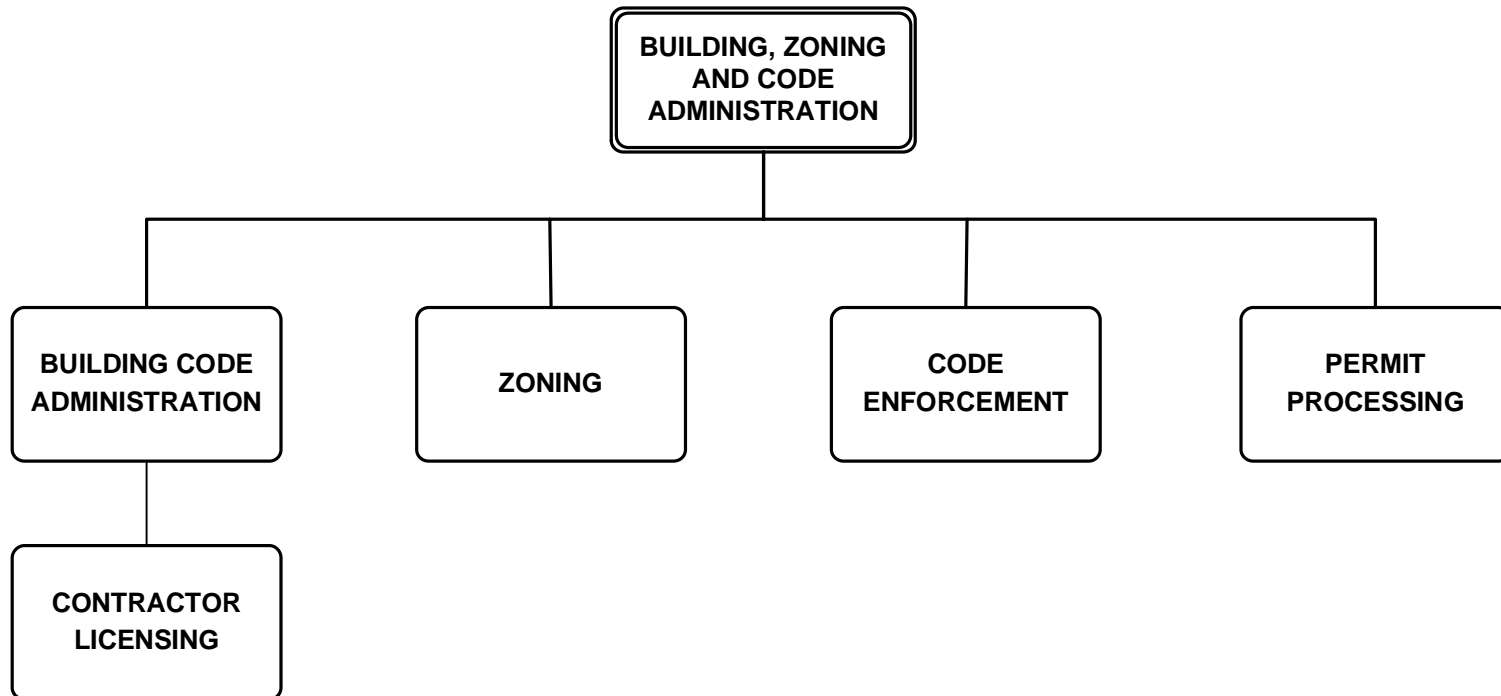 BUILDING, ZONING
AND CODE
ADMINISTRATION
BUILDING CODE
ADMINISTRATION
ZONING
CODE
ENFORCEMENT
PERMIT
PROCESSING
CONTRACTOR
LICENSING